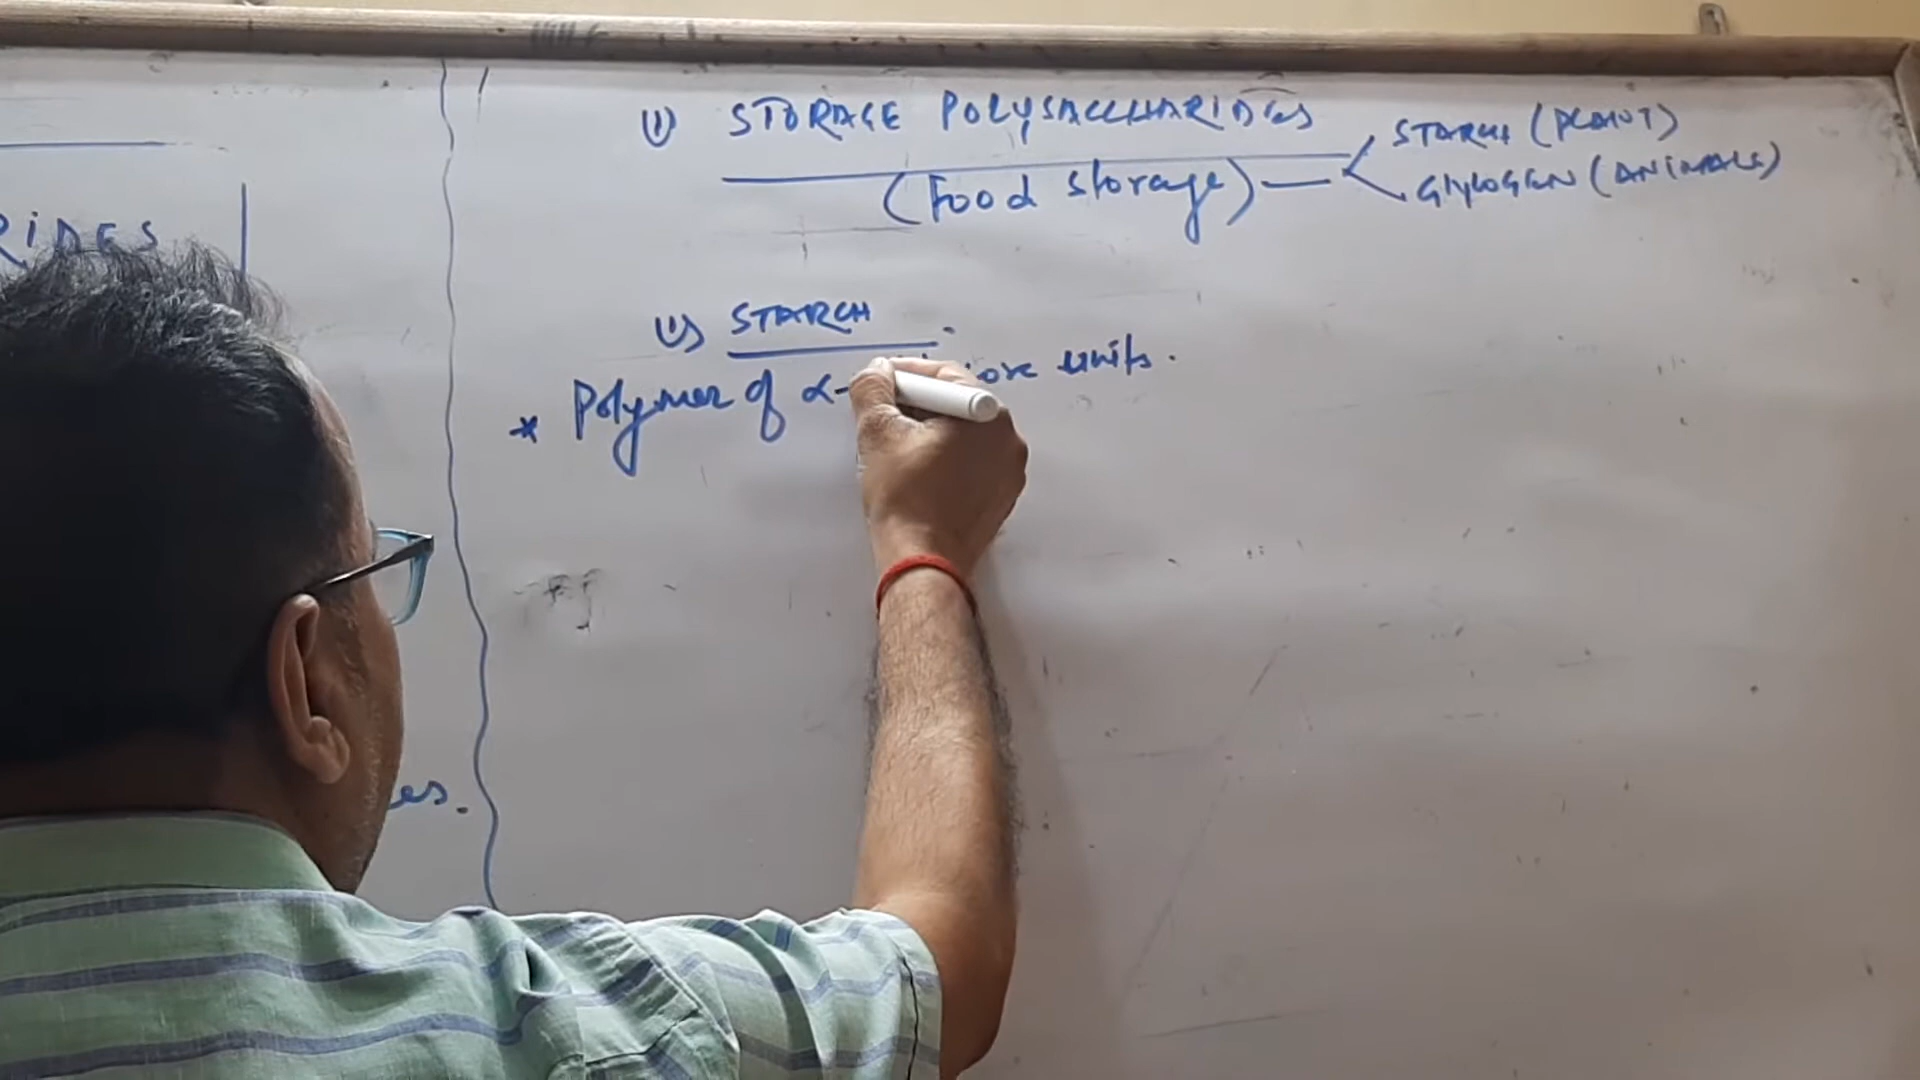 RIDES
es.
(1) STORAGE POLYSACCHARIDES
(Food Storage) —
STARCH (PLANT)
GlyCOGEN (ANIMALS)
(1) STARCH
* Polymer of α- ose units.